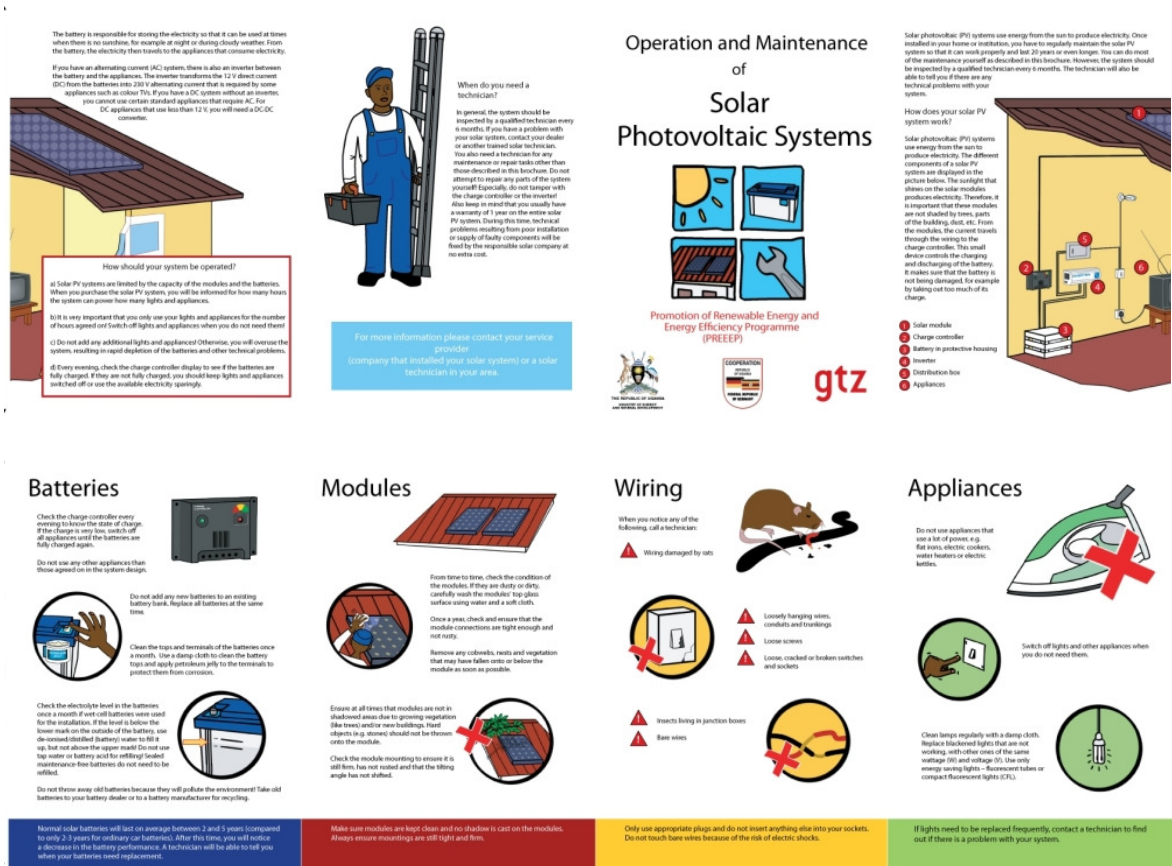 The battery is responsible for storing the electricity so that it can be used at times
when there is no sunshine, for example at night or during cloudy weather. From
the battery, the electricity then travels to the appliances that consume electricity.
If you have an alternating current (AC) system, there is also an inverter between
the battery and the appliances. The inverter transforms the 12 V direct current
(DC) from the batteries into 230 V alternating current that is required by some
appliances such as colour TVs. If you have a DC system without an inverter,
you cannot use certain standard appliances that require AC. For
DC appliances that use less than 12 V, you will need a DC-DC
converter.
How should your system be operated?
a) Solar PV systems are limited by the capacity of the modules and the batteries.
When you purchase the solar PV system, you will be informed for how many hours
the system can power how many lights and appliances.
b) It is very important that you only use your lights and appliances for the number
of hours agreed on! Switch off lights and appliances when you do not need them!
c) Do not add any additional lights and appliances! Otherwise, you will overuse the
system, resulting in rapid depletion of the batteries and other technical problems.
d) Every evening, check the charge controller display to see if the batteries are
fully charged. If they are not fully charged, you should keep lights and appliances
switched off or use the available electricity sparingly.
When do you need a
technician?
In general, the system should be
inspected by a qualified technician every
6 months. If you have a problem with
your solar system, contact your dealer
or another trained solar technician.
You also need a technician for any
maintenance or repair tasks other than
those described in this brochure. Do not
attempt to repair any parts of the system
yourself! Especially, do not tamper with
the charge controller or the inverter!
Also keep in mind that you usually have
a warranty of 1 year on the entire solar
PV system. During this time, technical
problems resulting from poor installation
or supply of faulty components will be
fixed by the responsible solar company at
no extra cost.
For more information please contact your service
provider
(company that installed your solar system) or a solar
technician in your area.
Operation and Maintenance
of
Solar
Photovoltaic Systems
Promotion of Renewable Energy and
Energy Efficiency Programme
(PREEEP)
THE REPUBLIC OF UGANDA
MINISTRY OF ENERGY
AND MINERAL DEVELOPMENT
COOPERATION
REPUBLIC
OF UGANDA
FEDERAL REPUBLIC
OF GERMANY
gtz
Solar photovoltaic (PV) systems use energy from the sun to produce electricity. Once
installed in your home or institution, you have to regularly maintain the solar PV
system so that it can work properly and last 20 years or even longer. You can do most
of the maintenance yourself as described in this brochure. However, the system should
be inspected by a qualified technician every 6 months. The technician will also be
able to tell you if there are any
technical problems with your
system.
How does your solar PV
system work?
Solar photovoltaic (PV) systems
use energy from the sun to
produce electricity. The different
components of a solar PV
system are displayed in the
picture below. The sunlight that
shines on the solar modules
produces electricity. Therefore, it
is important that these modules
are not shaded by trees, parts
of the building, dust, etc. From
the modules, the current travels
through the wiring to the
charge controller. This small
device controls the charging
and discharging of the battery.
It makes sure that the battery is
not being damaged, for example
by taking out too much of its
charge.
1 Solar module
2 Charge controller
3 Battery in protective housing
4 Inverter
5 Distribution box
6 Appliances
1
5
2
6
4
3
Batteries
Check the charge controller every
evening to know the state of charge.
If the charge is very low, switch off
all appliances until the batteries are
fully charged again.
Do not use any other appliances than
those agreed on in the system design.
Do not add any new batteries to an existing
battery bank. Replace all batteries at the same
time.
Clean the tops and terminals of the batteries once
a month. Use a damp cloth to clean the battery
tops and apply petroleum jelly to the terminals to
protect them from corrosion.
Check the electrolyte level in the batteries
once a month if wet-cell batteries were used
for the installation. If the level is below the
lower mark on the outside of the battery, use
de-ionised (distilled) (battery) water to fill it
up, but not above the upper mark! Do not use
tap water or battery acid for refilling! Sealed
maintenance-free batteries do not need to be
refilled.
Do not throw away old batteries because they will pollute the environment! Take old
batteries to your battery dealer or to a battery manufacturer for recycling.
Normal solar batteries will last on average between 2 and 5 years (compared
to only 2-3 years for ordinary car batteries). After this time, you will notice
a decrease in the battery performance. A technician will be able to tell you
when your batteries need replacement.
Modules
From time to time, check the condition of
the modules. If they are dusty or dirty,
carefully wash the modules' top glass
surface using water and a soft cloth.
Once a year, check and ensure that the
module connections are tight enough and
not rusty.
Remove any cobwebs, nests and vegetation
that may have fallen onto or below the
module as soon as possible.
Ensure at all times that modules are not in
shadowed areas due to growing vegetation
(like trees) and/or new buildings. Hard
objects (e.g. stones) should not be thrown
onto the module.
Check the module mounting to ensure it is
still firm, has not rusted and that the tilting
angle has not shifted.
Make sure modules are kept clean and no shadow is cast on the modules.
Always ensure mountings are still tight and firm.
Wiring
When you notice any of the
following, call a technician:
Wiring damaged by rats
Loosely hanging wires,
conduits and trunkings
Loose screws
Loose, cracked or broken switches
and sockets
Insects living in junction boxes
Bare wires
Only use appropriate plugs and do not insert anything else into your sockets.
Do not touch bare wires because of the risk of electric shocks.
Appliances
Do not use appliances that
use a lot of power, e.g.
flat irons, electric cookers,
water heaters or electric
kettles.
Switch off lights and other appliances when
you do not need them.
Clean lamps regularly with a damp cloth.
Replace blackened lights that are not
working, with other ones of the same
wattage (W) and voltage (V). Use only
energy saving lights – fluorescent tubes or
compact fluorescent lights (CFL).
If lights need to be replaced frequently, contact a technician to find
out if there is a problem with your system.